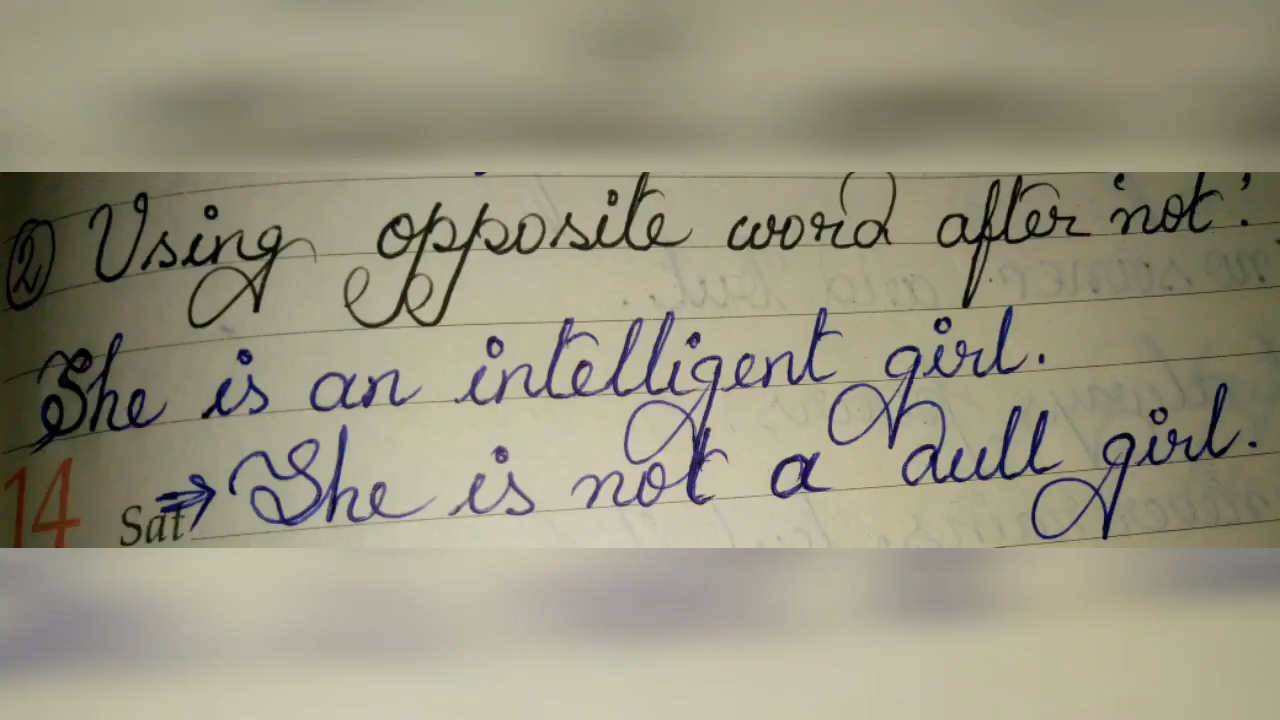 ② Using opposite word after 'not'.
She is an intelligent girl.
14 Sat ⇒ She is not a dull girl.